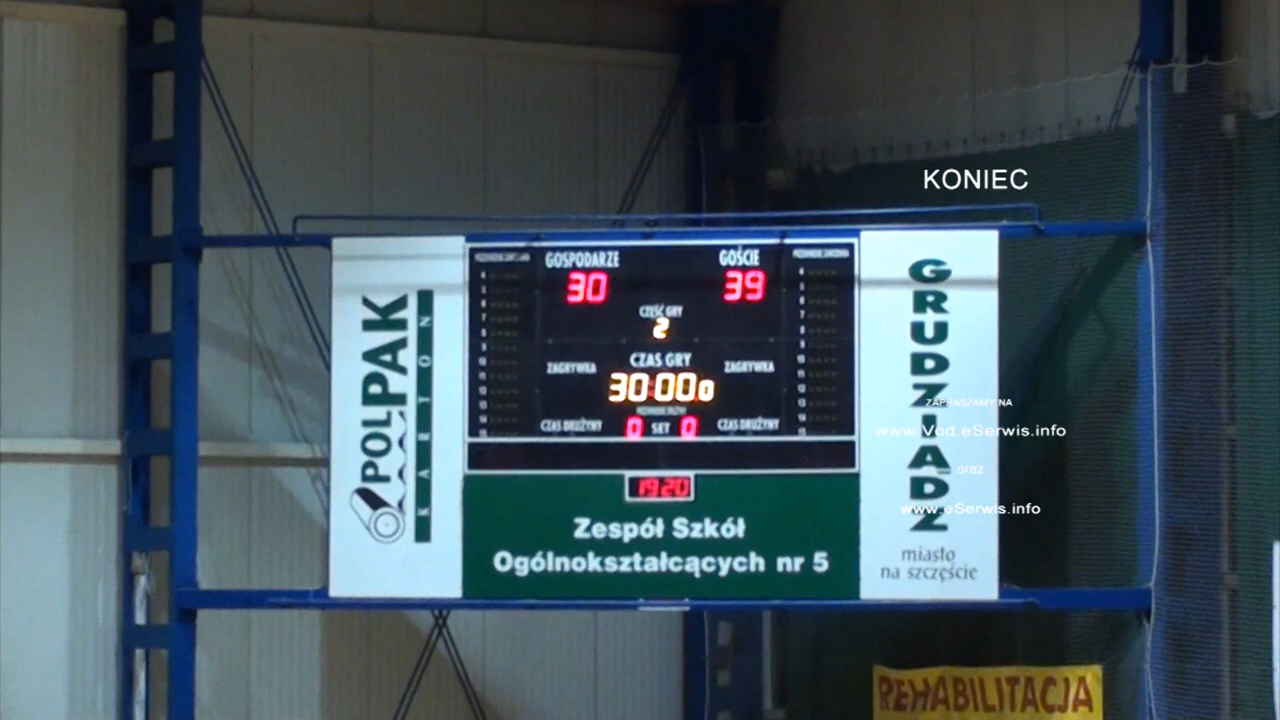 KONIEC
GOSPODARZE
GOŚCIE
30
39
CZĘŚĆ GRY
2
CZAS GRY
ZAGRYWKA
ZAGRYWKA
30:00
0
CZAS DRUŻYNY
0 SET 0
CZAS DRUŻYNY
19:20
Zespół Szkół
Ogólnokształcących nr 5
POLPAK
KARTON
GRUDZIĄDZ
miasto
na szczęście
ZAPRASZAMY NA
www.Vod.eSerwis.info
oraz
www.eSerwis.info
REHABILITACJA